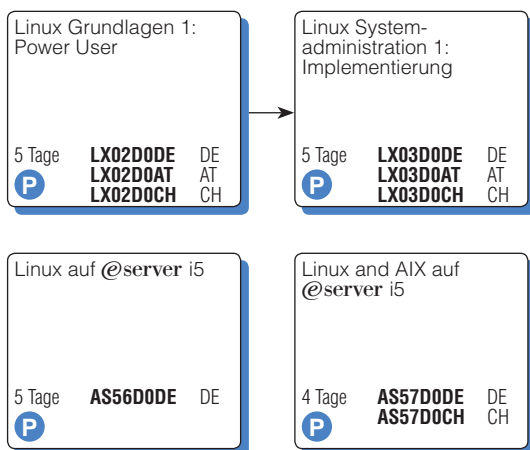 Linux Grundlagen 1:
Power User
5 Tage LX02D0DE DE
LX02D0AT AT
P LX02D0CH CH
Linux System-
administration 1:
Implementierung
5 Tage LX03D0DE DE
LX03D0AT AT
P LX03D0CH CH
Linux auf @server i5
5 Tage AS56D0DE DE
P
Linux and AIX auf
@server i5
4 Tage AS57D0DE DE
P AS57D0CH CH